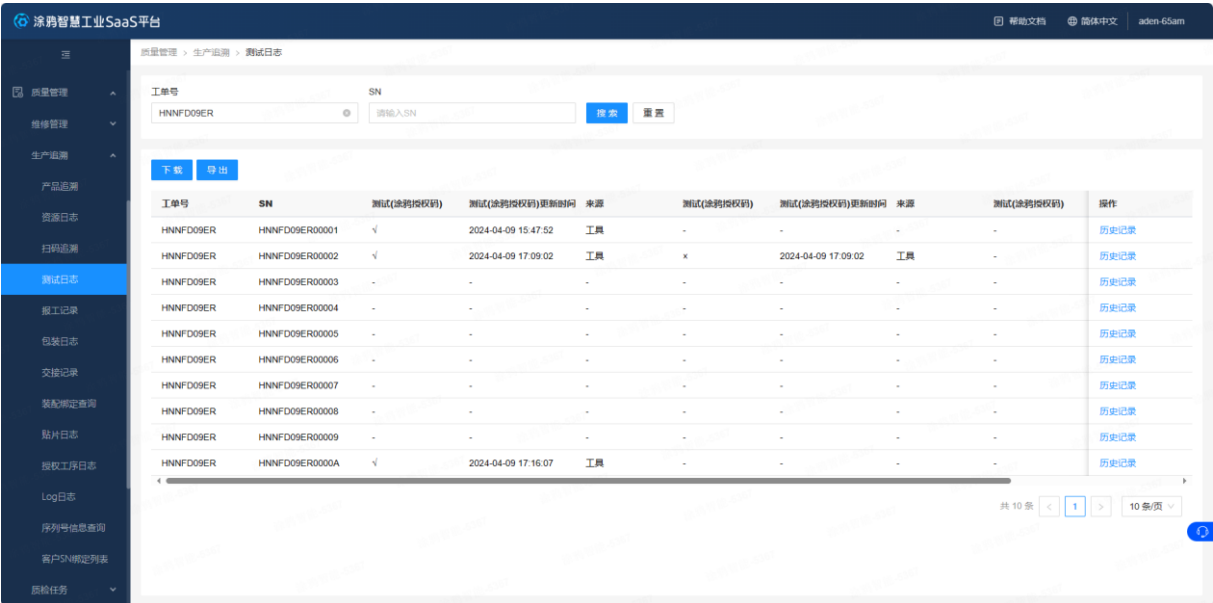 涂鸦智慧工业SaaS平台
帮助文档 简体中文 aden-65am
质量管理 > 生产追溯 > 测试日志
质量管理
维修管理
生产追溯
产品追溯
资源日志
扫码追溯
测试日志
报工记录
包装日志
交接记录
装配绑定查询
贴片日志
授权工序日志
Log日志
序列号信息查询
客户SN绑定列表
质检任务
工单号 SN
HNNFD09ER 请输入SN 搜索 重置
下载 导出
工单号 SN 测试(涂鸦授权码) 测试(涂鸦授权码)更新时间 来源 测试(涂鸦授权码) 测试(涂鸦授权码)更新时间 来源 测试(涂鸦授权码) 操作
HNNFD09ER HNNFD09ER00001 √ 2024-04-09 15:47:52 工具 - - - - 历史记录
HNNFD09ER HNNFD09ER00002 √ 2024-04-09 17:09:02 工具 × 2024-04-09 17:09:02 工具 - 历史记录
HNNFD09ER HNNFD09ER00003 - - - - - - - 历史记录
HNNFD09ER HNNFD09ER00004 - - - - - - - 历史记录
HNNFD09ER HNNFD09ER00005 - - - - - - - 历史记录
HNNFD09ER HNNFD09ER00006 - - - - - - - 历史记录
HNNFD09ER HNNFD09ER00007 - - - - - - - 历史记录
HNNFD09ER HNNFD09ER00008 - - - - - - - 历史记录
HNNFD09ER HNNFD09ER00009 - - - - - - - 历史记录
HNNFD09ER HNNFD09ER0000A √ 2024-04-09 17:16:07 工具 - - - - 历史记录
共 10 条 < 1 > 10 条/页